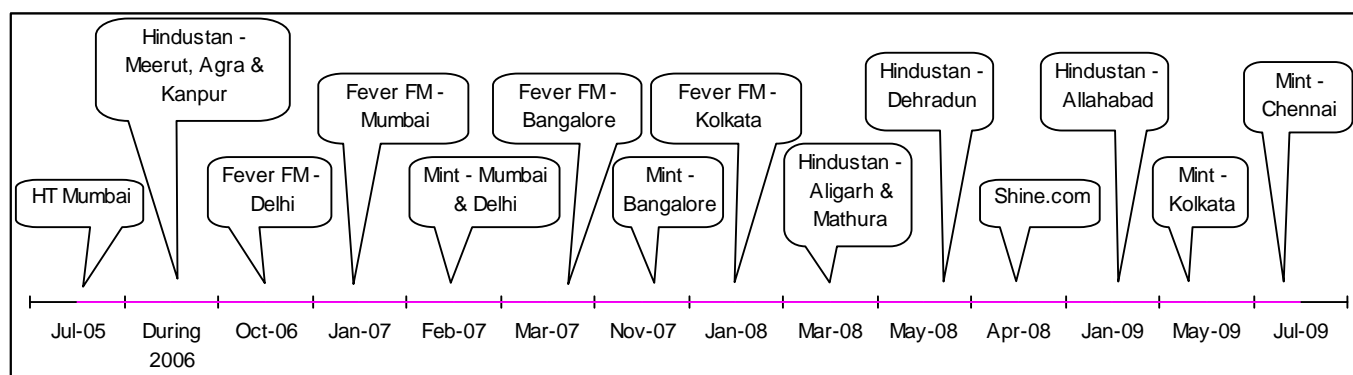 HT Mumbai
Hindustan -
Meerut, Agra &
Kanpur
Fever FM -
Delhi
Fever FM -
Mumbai
Mint - Mumbai
& Delhi
Fever FM -
Bangalore
Mint -
Bangalore
Fever FM -
Kolkata
Hindustan -
Aligarh &
Mathura
Hindustan -
Dehradun
Shine.com
Hindustan -
Allahabad
Mint -
Kolkata
Mint -
Chennai
Jul-05
During
2006
Oct-06
Jan-07
Feb-07
Mar-07
Nov-07
Jan-08
Mar-08
May-08
Apr-08
Jan-09
May-09
Jul-09